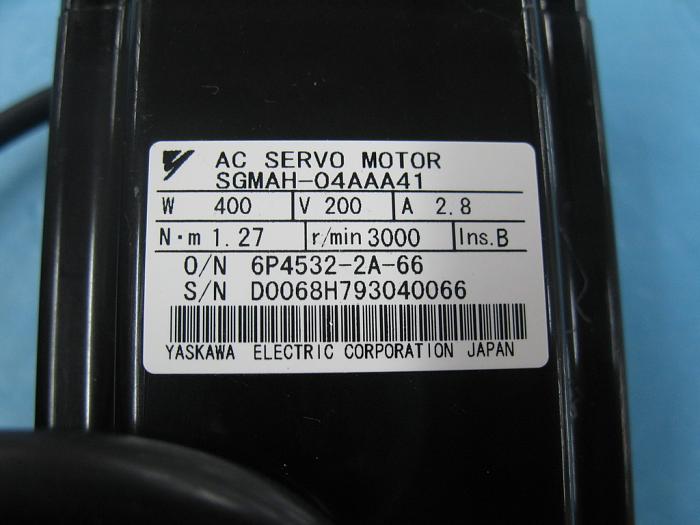 AC SERVO MOTOR
SGMAH-04AAA41
W 400 V 200 A 2.8
N·m 1.27 r/min 3000 Ins. B
O/N 6P4532-2A-66
S/N D0068H793040066
YASKAWA ELECTRIC CORPORATION JAPAN